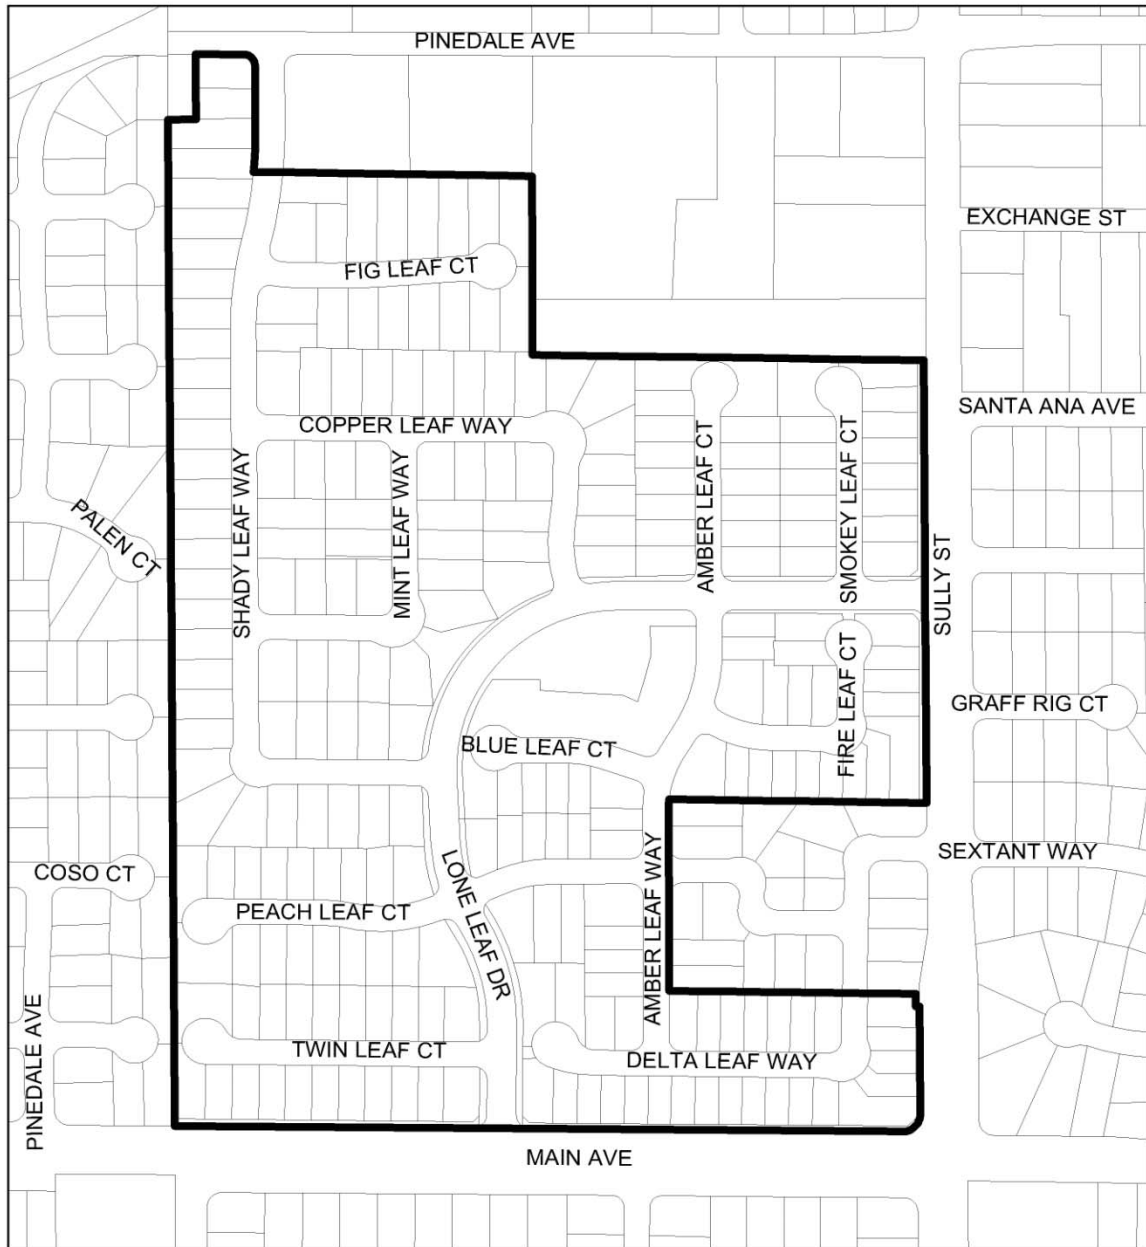 PINEDALE AVE
EXCHANGE ST
FIG LEAF CT
SANTA ANA AVE
COPPER LEAF WAY
SHADY LEAF WAY
MINT LEAF WAY
AMBER LEAF CT
SMOKEY LEAF CT
PALEN CT
SULLY ST
FIRE LEAF CT
GRAFF RIG CT
BLUE LEAF CT
AMBER LEAF WAY
SEXTANT WAY
COSO CT
LONE LEAF DR
PEACH LEAF CT
PINEDALE AVE
TWIN LEAF CT
DELTA LEAF WAY
MAIN AVE